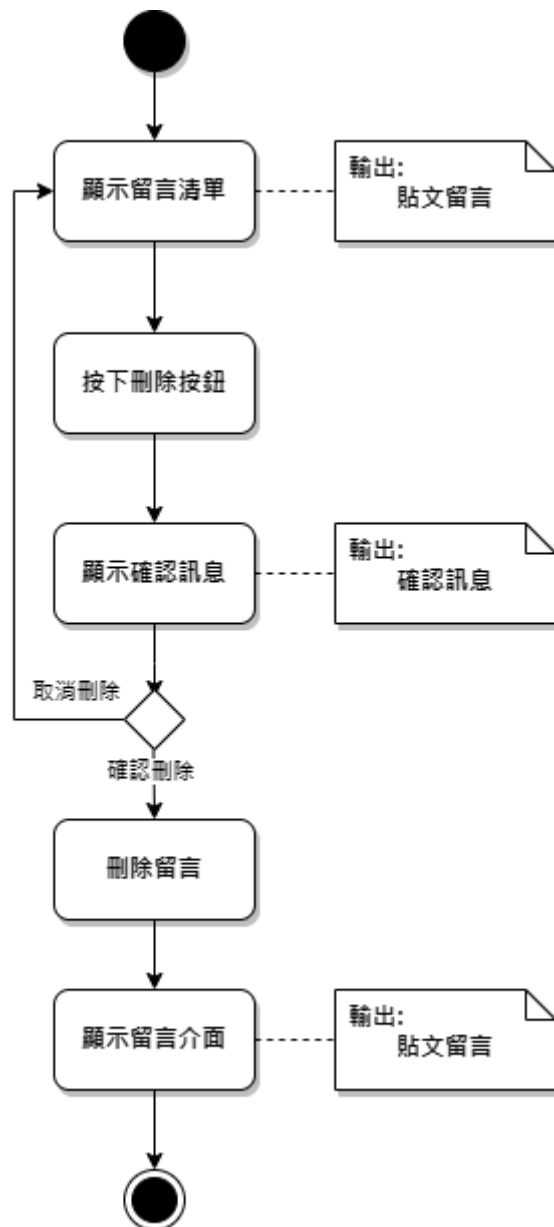 顯示留言清單
輸出:
貼文留言
按下刪除按鈕
顯示確認訊息
輸出:
確認訊息
取消刪除
確認刪除
刪除留言
顯示留言介面
輸出:
貼文留言